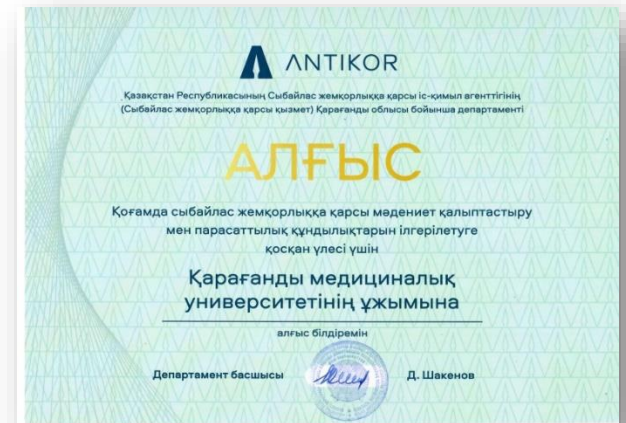 ANTIKOR
Қазақстан Республикасының Сыбайлас жемқорлыққа қарсы іс-қимыл агенттігінің
(Сыбайлас жемқорлыққа қарсы қызмет) Қарағанды облысы бойынша департаменті
АЛҒЫС
Қоғамда сыбайлас жемқорлыққа қарсы мәдениет қалыптастыру
мен парасаттылық құндылықтарын ілгерілетуге
қосқан үлесі үшін
Қарағанды медициналық
университетінің ұжымына
алғыс білдіремін
Департамент басшысы
Д. Шакенов